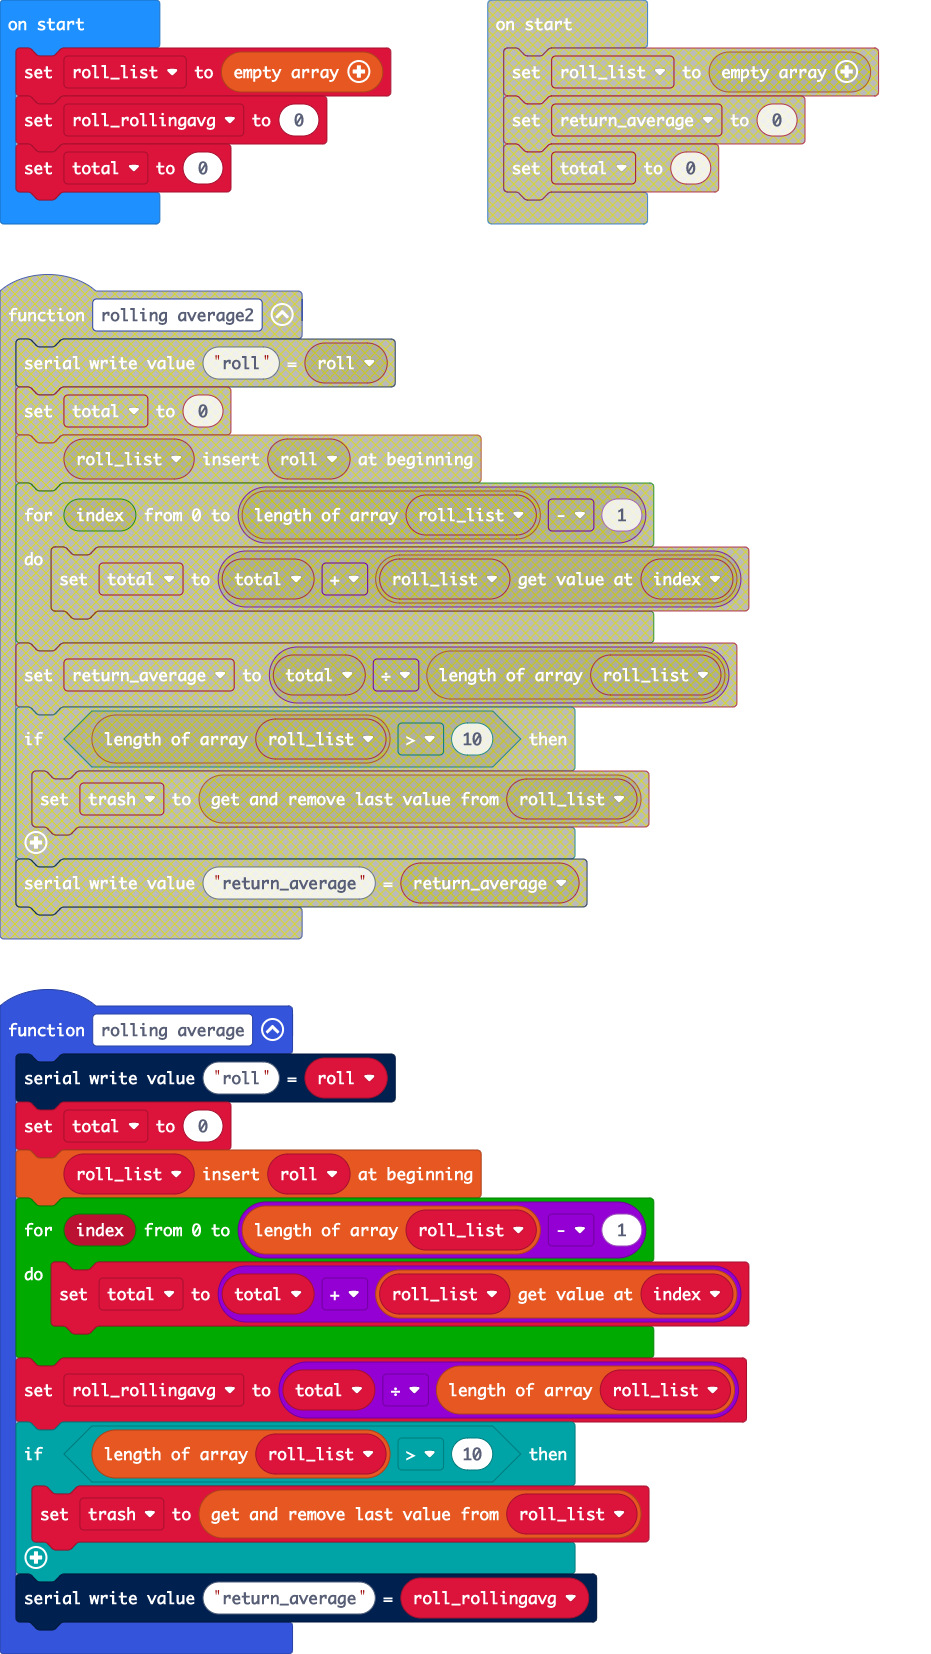 on start
set roll_list to empty array
set roll_rollingavg to 0
set total to 0
on start
set roll_list to empty array
set return_average to 0
set total to 0
function rolling average2
serial write value "roll" = roll
set total to 0
roll_list insert roll at beginning
for index from 0 to length of array roll_list - 1
do
set total to total + roll_list get value at index
set return_average to total ÷ length of array roll_list
if length of array roll_list > 10 then
set trash to get and remove last value from roll_list
serial write value "return_average" = return_average
function rolling average
serial write value "roll" = roll
set total to 0
roll_list insert roll at beginning
for index from 0 to length of array roll_list - 1
do
set total to total + roll_list get value at index
set roll_rollingavg to total ÷ length of array roll_list
if length of array roll_list > 10 then
set trash to get and remove last value from roll_list
serial write value "return_average" = roll_rollingavg